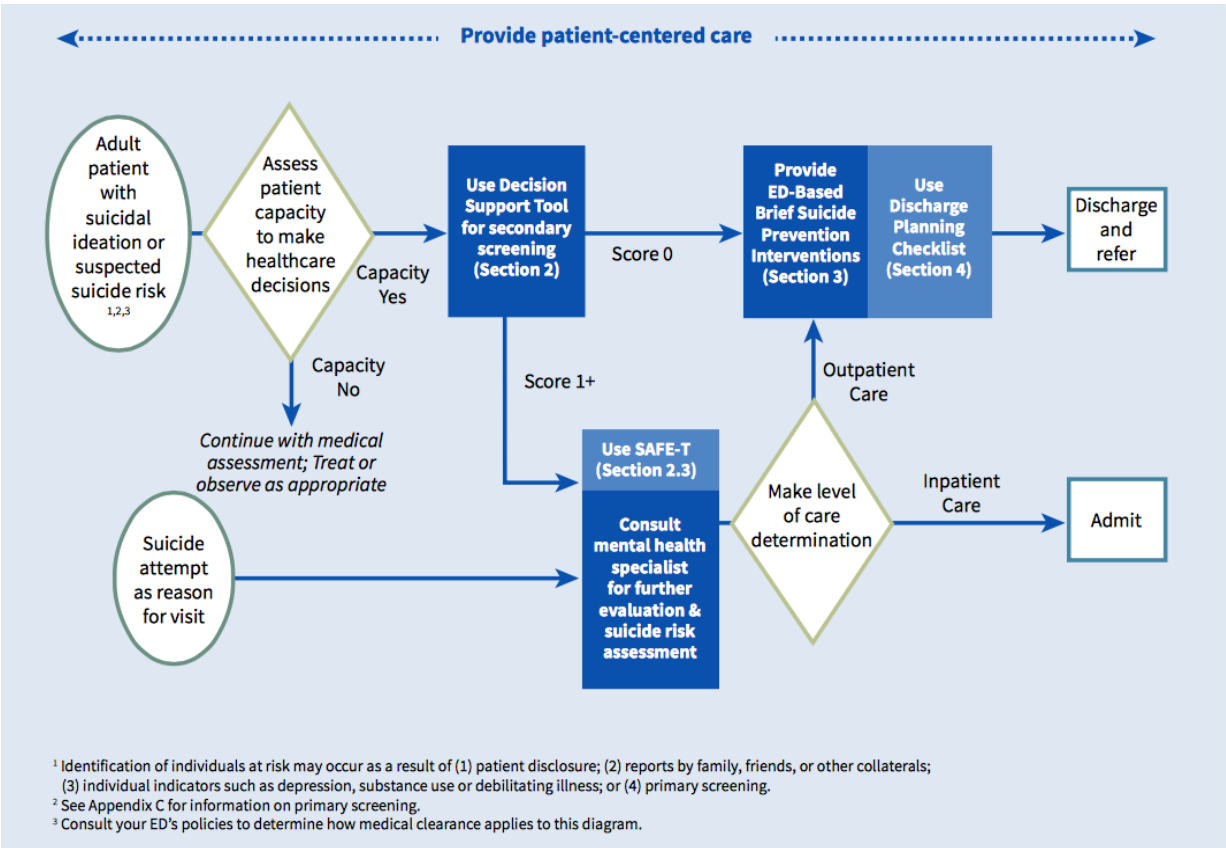 Provide patient-centered care
Adult
patient
with
suicidal
ideation or
suspected
suicide risk
1,2,3
Assess
patient
capacity
to make
healthcare
decisions
Capacity
Yes
Capacity
No
Continue with medical
assessment; Treat or
observe as appropriate
Use Decision
Support Tool
for secondary
screening
(Section 2)
Score 0
Score 1+
Provide
ED-Based
Brief Suicide
Prevention
Interventions
(Section 3)
Use
Discharge
Planning
Checklist
(Section 4)
Discharge
and
refer
Outpatient
Care
Suicide
attempt
as reason
for visit
Use SAFE-T
(Section 2.3)
Consult
mental health
specialist
for further
evaluation &
suicide risk
assessment
Make level
of care
determination
Inpatient
Care
Admit
1 Identification of individuals at risk may occur as a result of (1) patient disclosure; (2) reports by family, friends, or other collaterals;
(3) individual indicators such as depression, substance use or debilitating illness; or (4) primary screening.
2 See Appendix C for information on primary screening.
3 Consult your ED's policies to determine how medical clearance applies to this diagram.